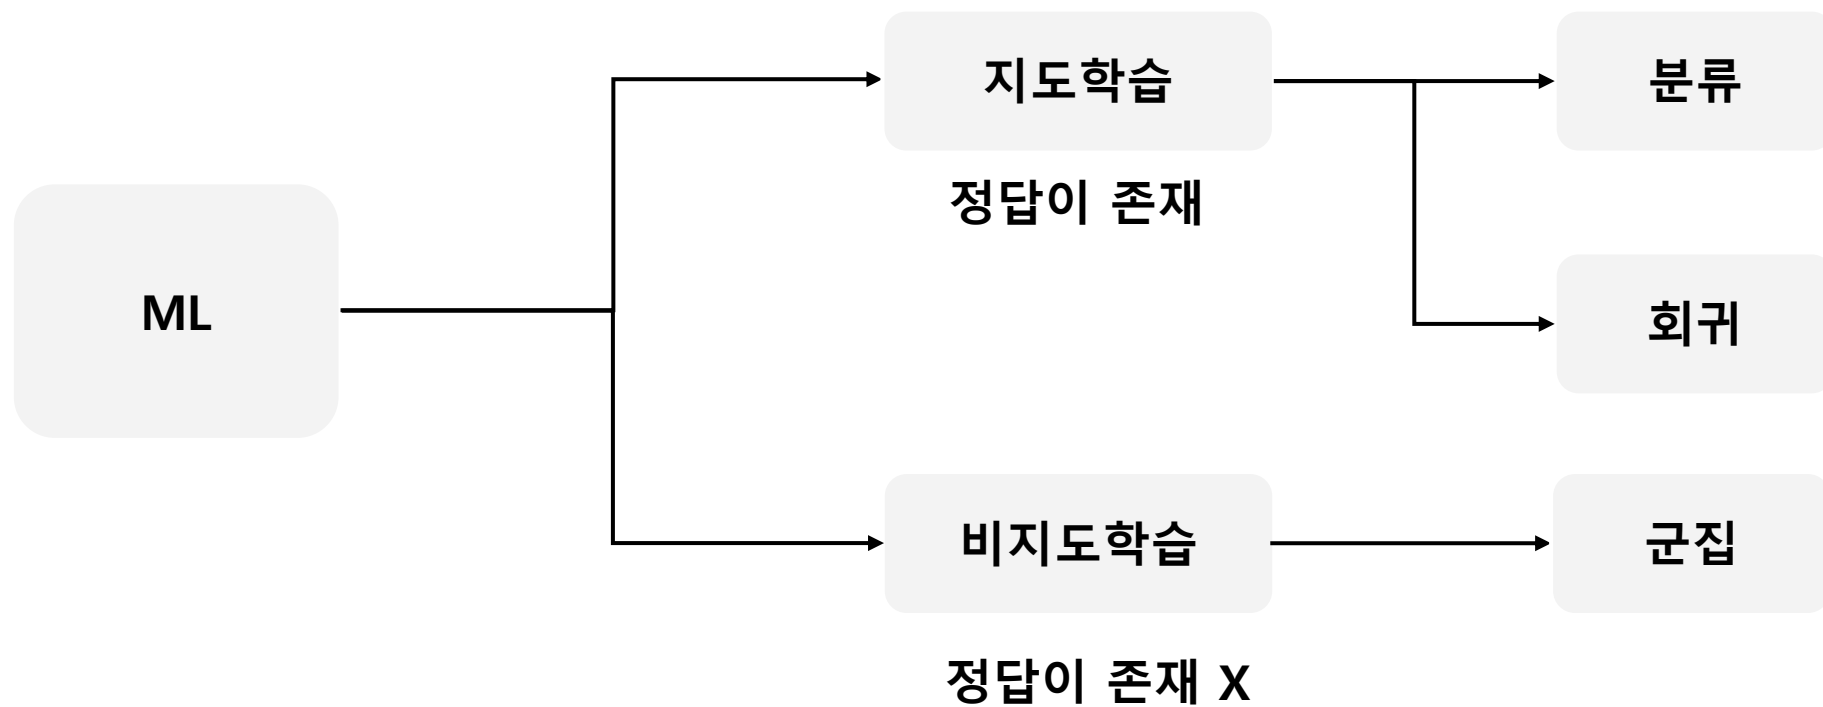 ML
지도학습
정답이 존재
분류
회귀
비지도학습
정답이 존재 X
군집